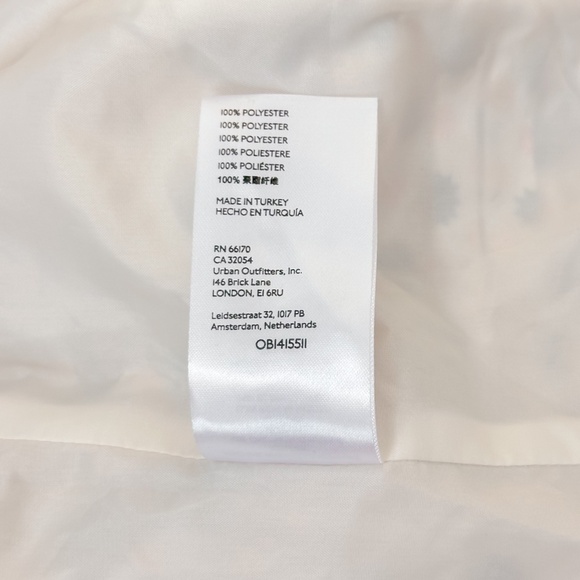 100% POLYESTER
100% POLYESTER
100% POLYESTER
100% POLIESTERE
100% POLIÉSTER
100% 聚酯纤维
MADE IN TURKEY
HECHO EN TURQUÍA
RN 66170
CA 32054
Urban Outfitters, Inc.
146 Brick Lane
LONDON, E1 6RU
Leidsestraat 32, 1017 PB
Amsterdam, Netherlands
OB1415511